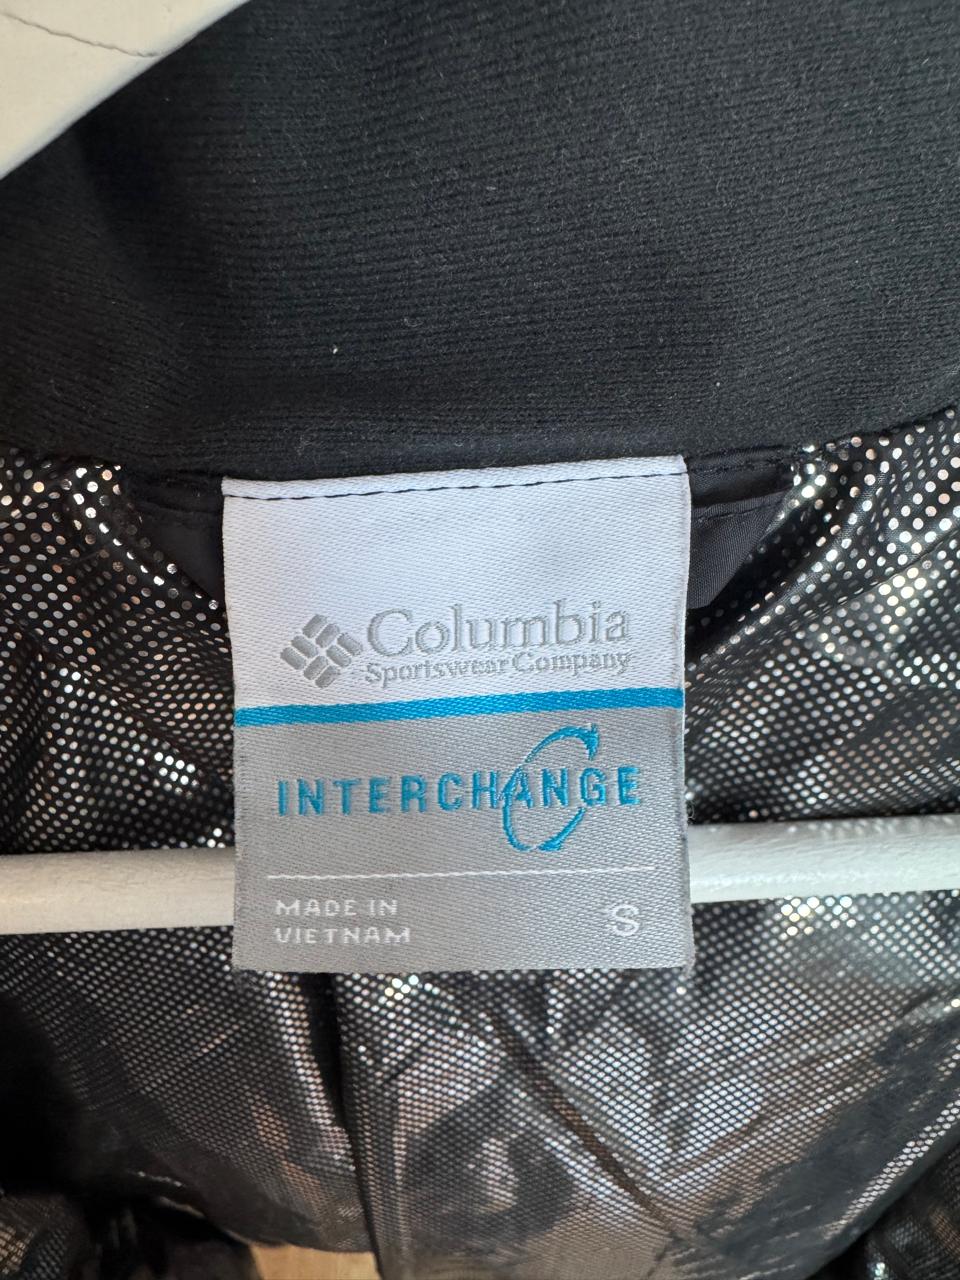 Columbia
Sportswear Company
INTERCHANGE
C
MADE IN
VIETNAM
S